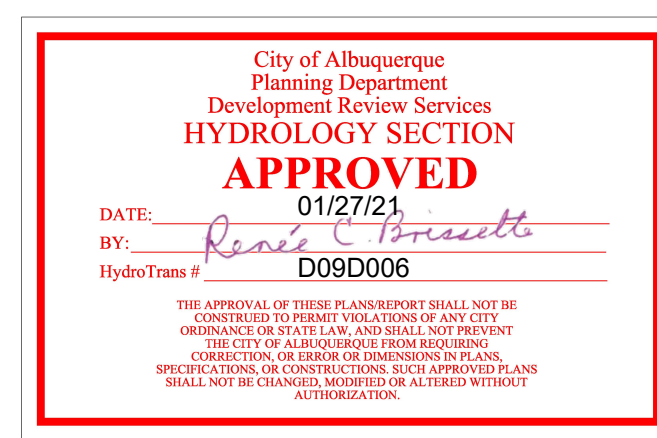 City of Albuquerque
Planning Department
Development Review Services
HYDROLOGY SECTION
APPROVED
DATE: 01/27/21
BY: Renée C. Brissette
HydroTrans # D09D006
THE APPROVAL OF THESE PLANS/REPORT SHALL NOT BE
CONSTRUED TO PERMIT VIOLATIONS OF ANY CITY
ORDINANCE OR STATE LAW, AND SHALL NOT PREVENT
THE CITY OF ALBUQUERQUE FROM REQUIRING
CORRECTION, OR ERROR OR DIMENSIONS IN PLANS,
SPECIFICATIONS, OR CONSTRUCTIONS. SUCH APPROVED PLANS
SHALL NOT BE CHANGED, MODIFIED OR ALTERED WITHOUT
AUTHORIZATION.